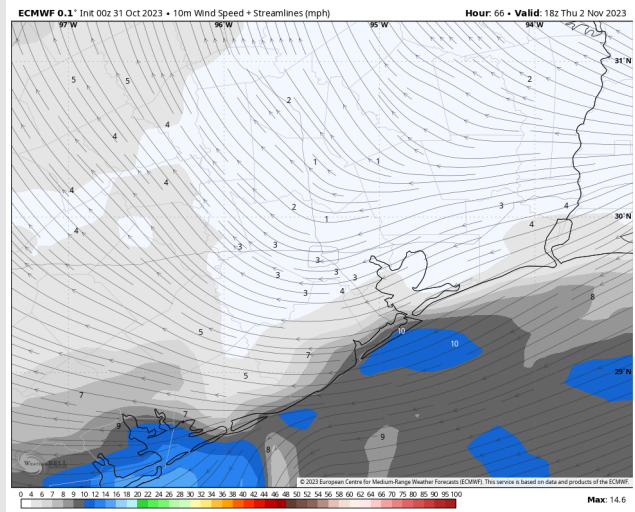 ECMWF 0.1° Init 00z 31 Oct 2023 • 10m Wind Speed + Streamlines (mph)
Hour: 66 • Valid: 18z Thu 2 Nov 2023
97°W 96°W 95°W 94°W
31°N
5 5 2
2
4 4
1 1
4 4
2 3 4
1 30°N
4 4
3 3
3
3 3
3 3 4
8
5 10
7 10
5 29°N
7
7
9 9
8
WeatherBELL
© 2023 European Centre for Medium-Range Weather Forecasts (ECMWF). This service is based on data and products of the ECMWF.
0 4 6 7 8 9 10 12 14 16 18 20 21 22 23 24 25 26 28 30 32 34 36 38 40 42 44 46 48 50 52 54 56 58 60 62 64 66 68 70 75 80 85 90 95 100
Max: 14.6